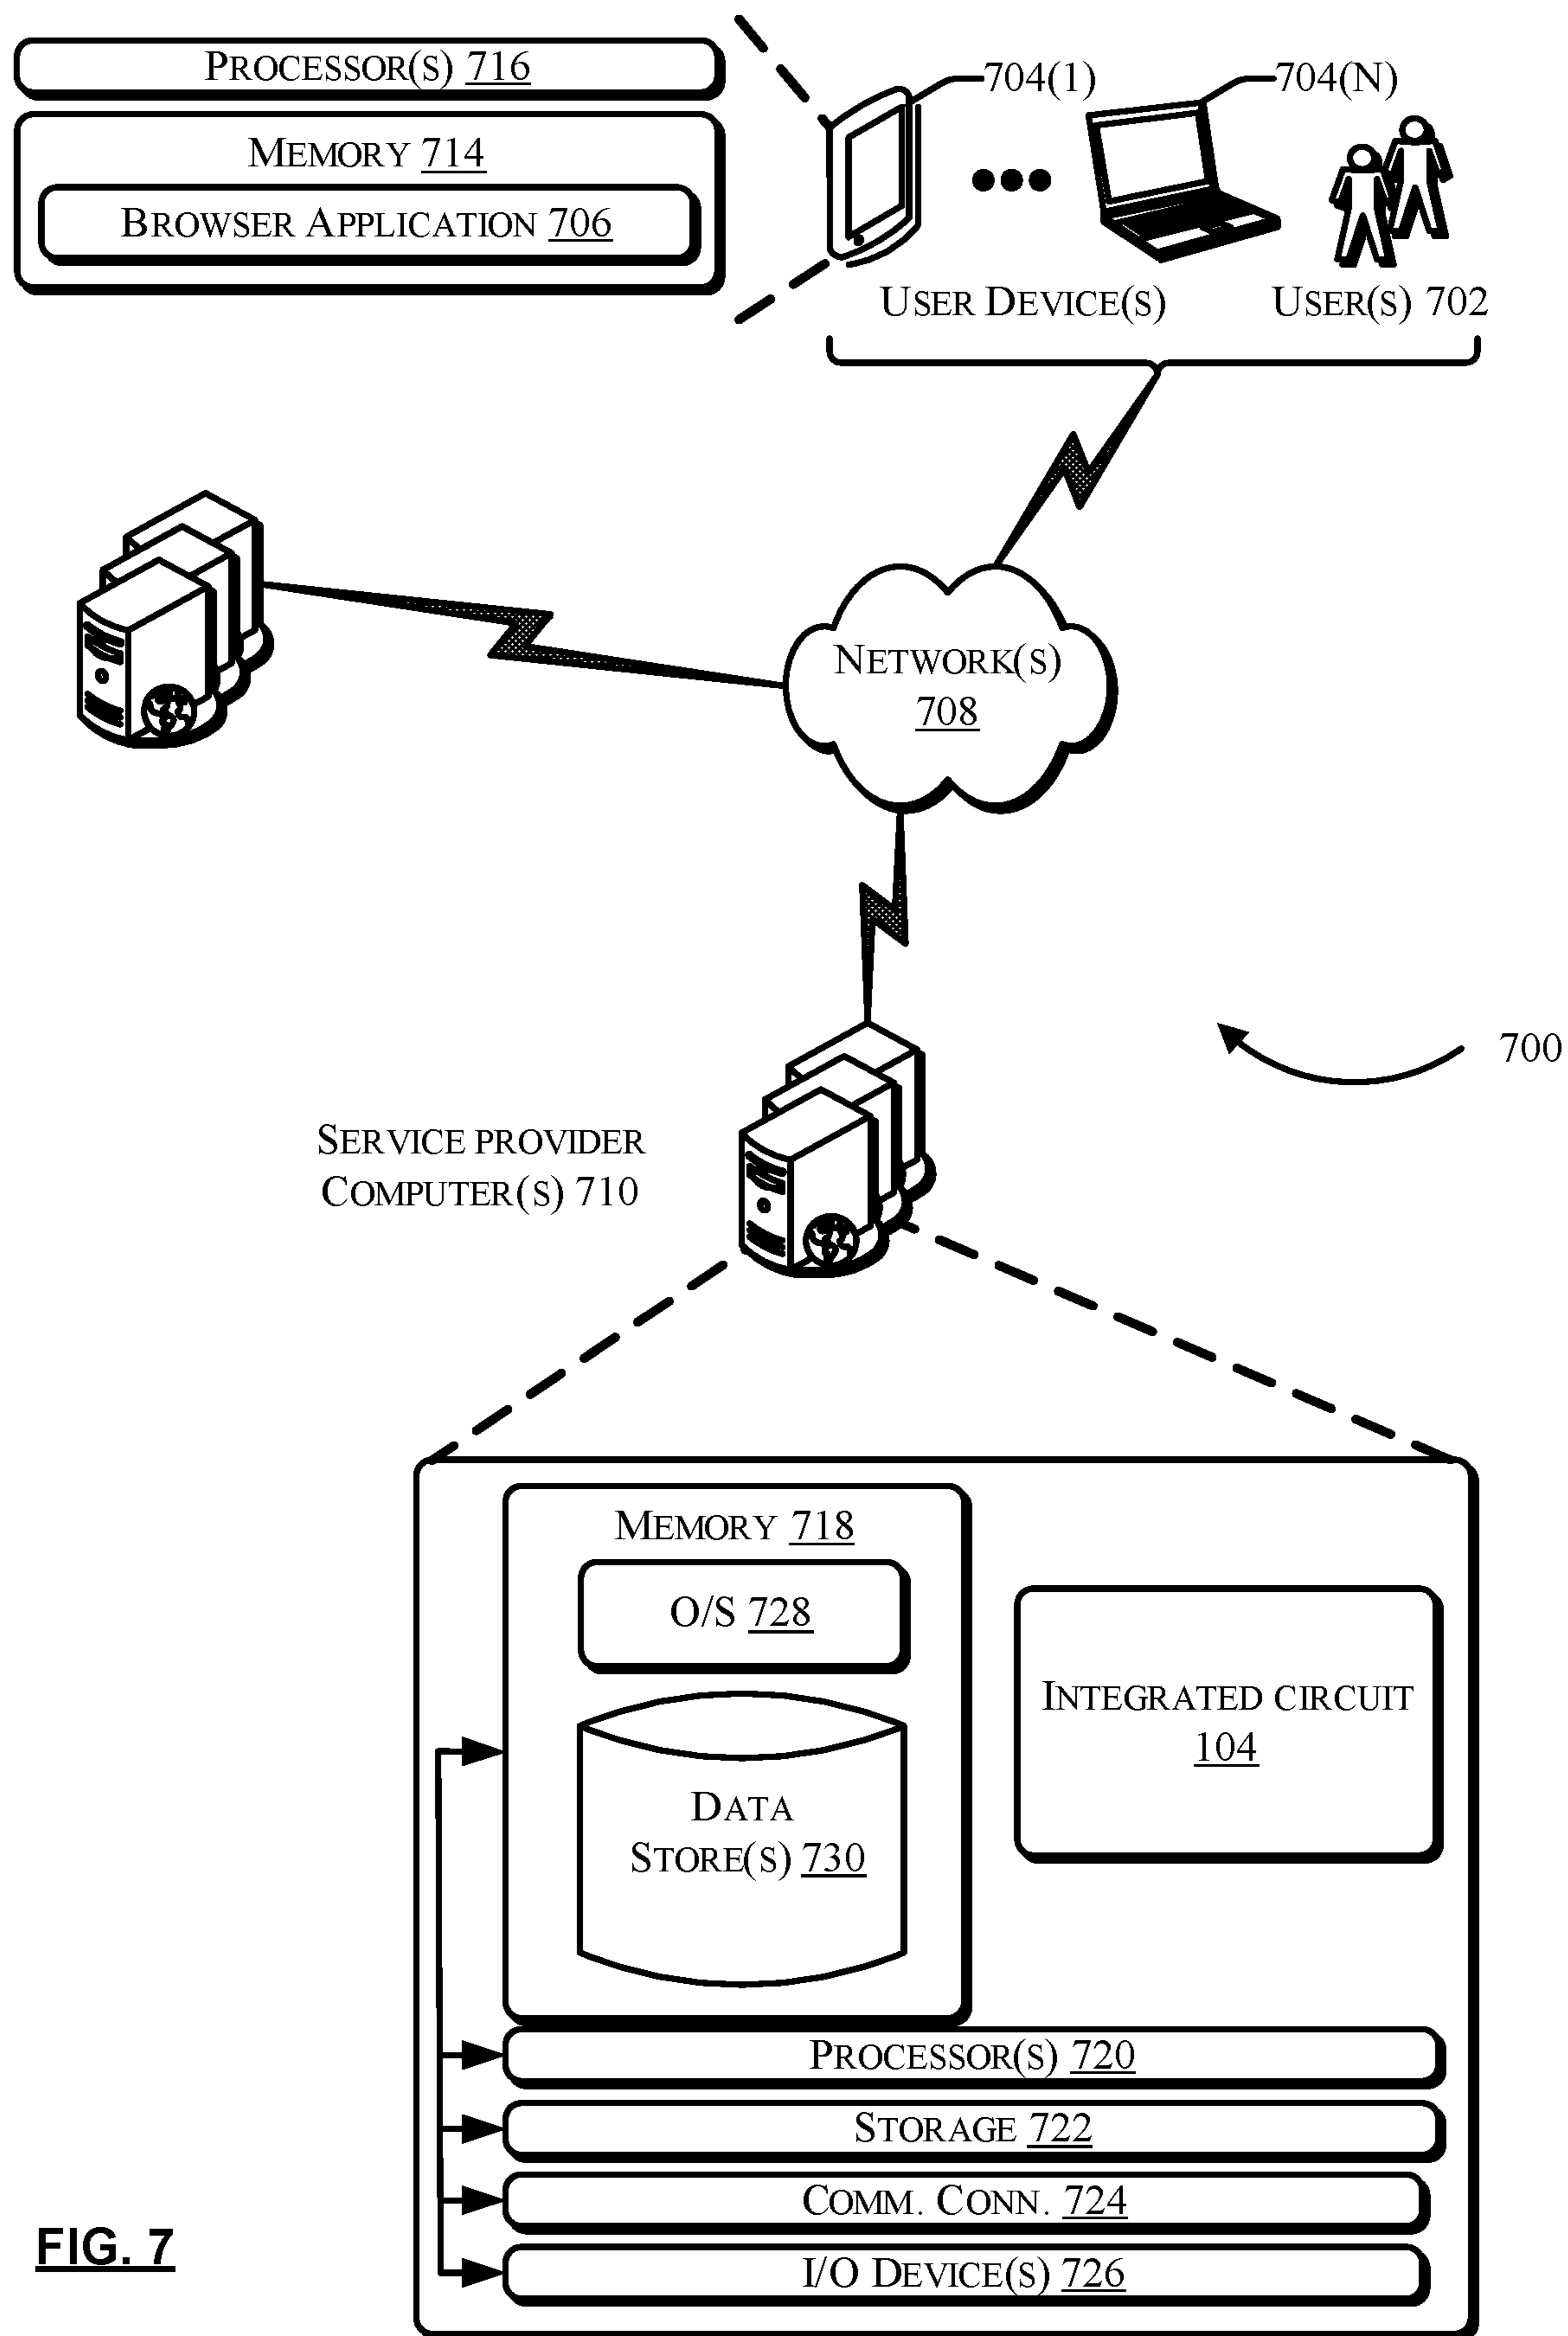 PROCESSOR(S) 716
MEMORY 714
BROWSER APPLICATION 706
704(1)
704(N)
USER DEVICE(S)
USER(S) 702
NETWORK(S)
708
700
SERVICE PROVIDER
COMPUTER(S) 710
MEMORY 718
O/S 728
DATA
STORE(S) 730
INTEGRATED CIRCUIT
104
PROCESSOR(S) 720
STORAGE 722
COMM. CONN. 724
I/O DEVICE(S) 726
FIG. 7